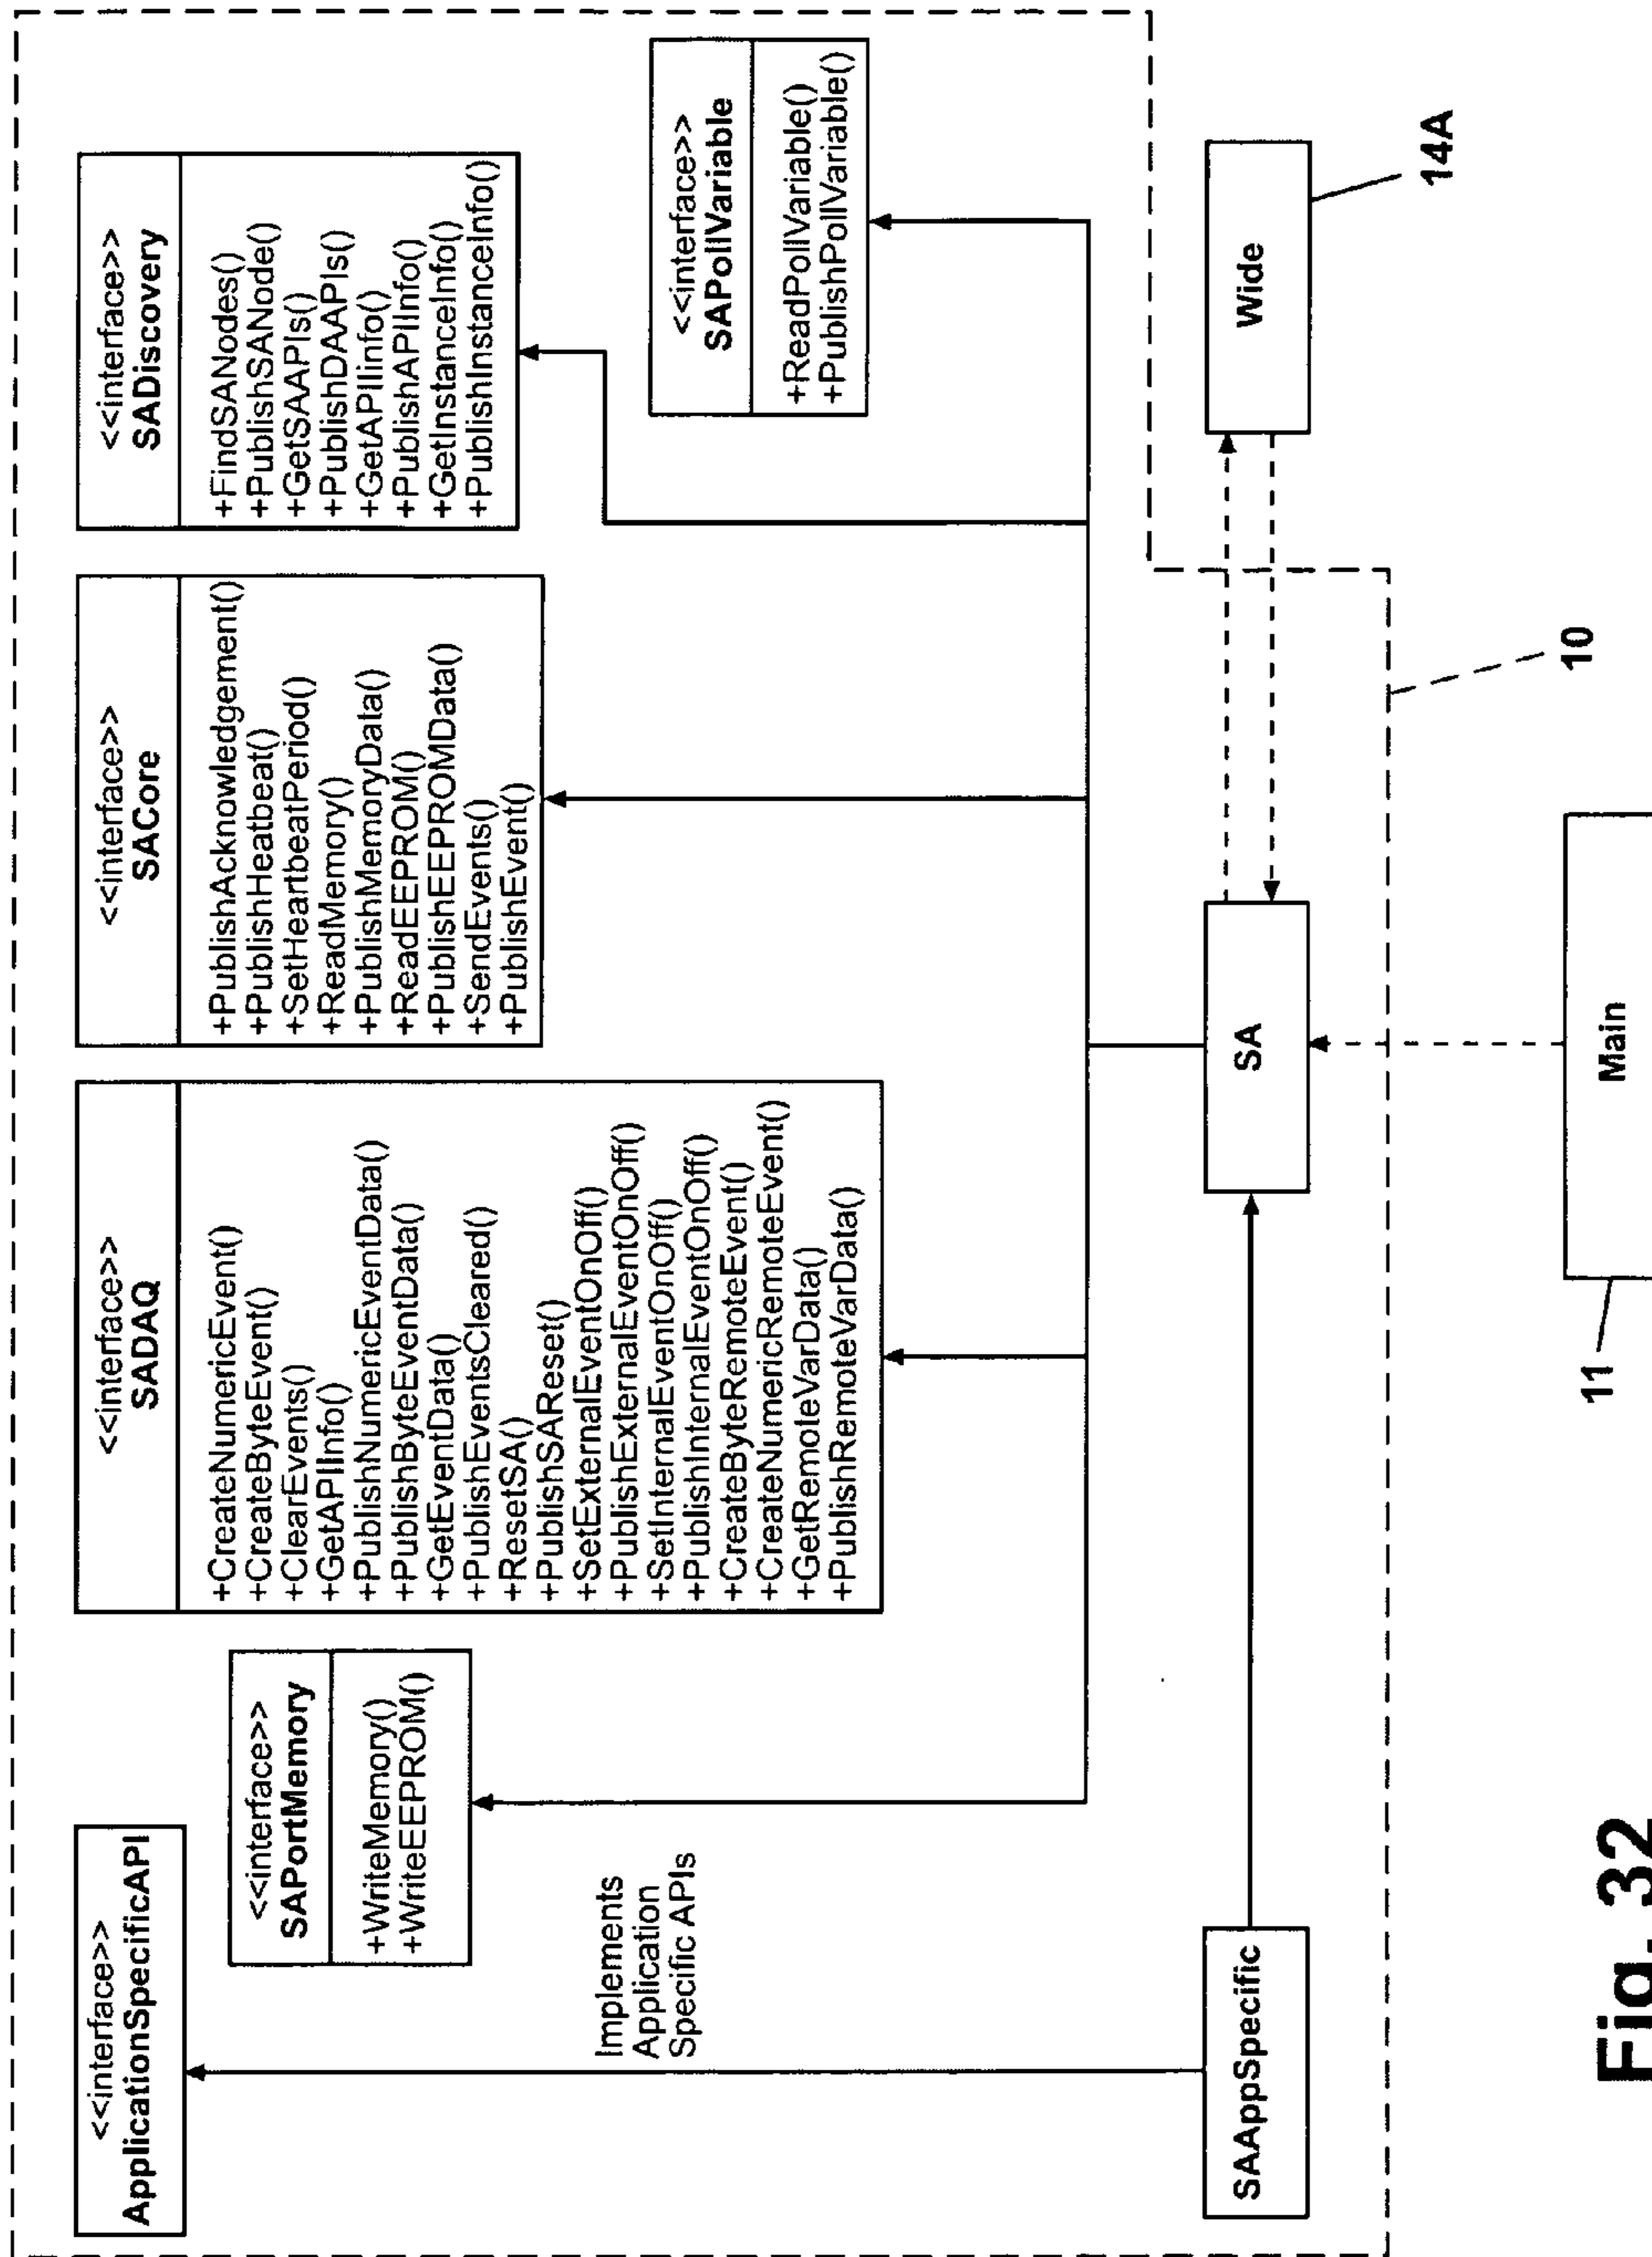 <<interface>>
ApplicationSpecificAPI
<<interface>>
SAPortMemory
+WriteMemory()
+WriteEEPROM()
Implements
Application
Specific APIs
<<interface>>
SADAQ
+CreateNumericEvent()
+CreateByteEvent()
+ClearEvents()
+GetAPIInfo()
+PublishNumericEventData()
+PublishByteEventData()
+GetEventData()
+PublishEventsCleared()
+ResetSA()
+PublishSAReset()
+SetExternalEventOnOff()
+PublishExternalEventOnOff()
+SetInternalEventOnOff()
+PublishInternalEventOnOff()
+CreateByteRemoteEvent()
+CreateNumericRemoteEvent()
+GetRemoteVarData()
+PublishRemoteVarData()
<<interface>>
SACore
+PublishAcknowledgement()
+PublishHeatbeat()
+SetHeartbeatPeriod()
+ReadMemory()
+PublishMemoryData()
+ReadEEPROM()
+PublishEEPROMData()
+SendEvents()
+PublishEvent()
<<interface>>
SADiscovery
+FindSANodes()
+PublishSANode()
+GetSAAPIs()
+PublishDAAPIs()
+GetAPIIinfo()
+PublishAPIInfo()
+GetInstanceInfo()
+PublishInstanceInfo()
<<interface>>
SAPollVariable
+ReadPollVariable()
+PublishPollVariable()
SAAppSpecific
SA
Wide
14A
10
11
Main
Fig. 32